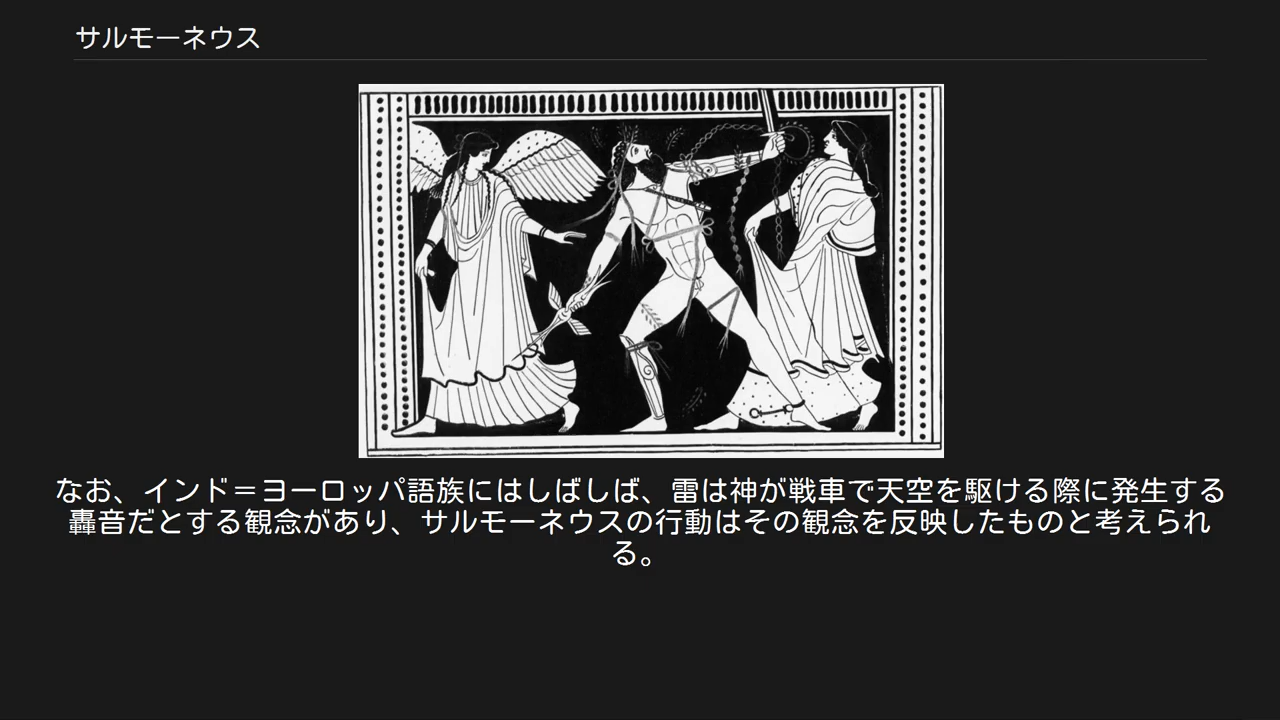 サルモーネウス
なお、インド＝ヨーロッパ語族にはしばしば、雷は神が戦車で天空を駆ける際に発生する
轟音だとする観念があり、サルモーネウスの行動はその観念を反映したものと考えられ
る。